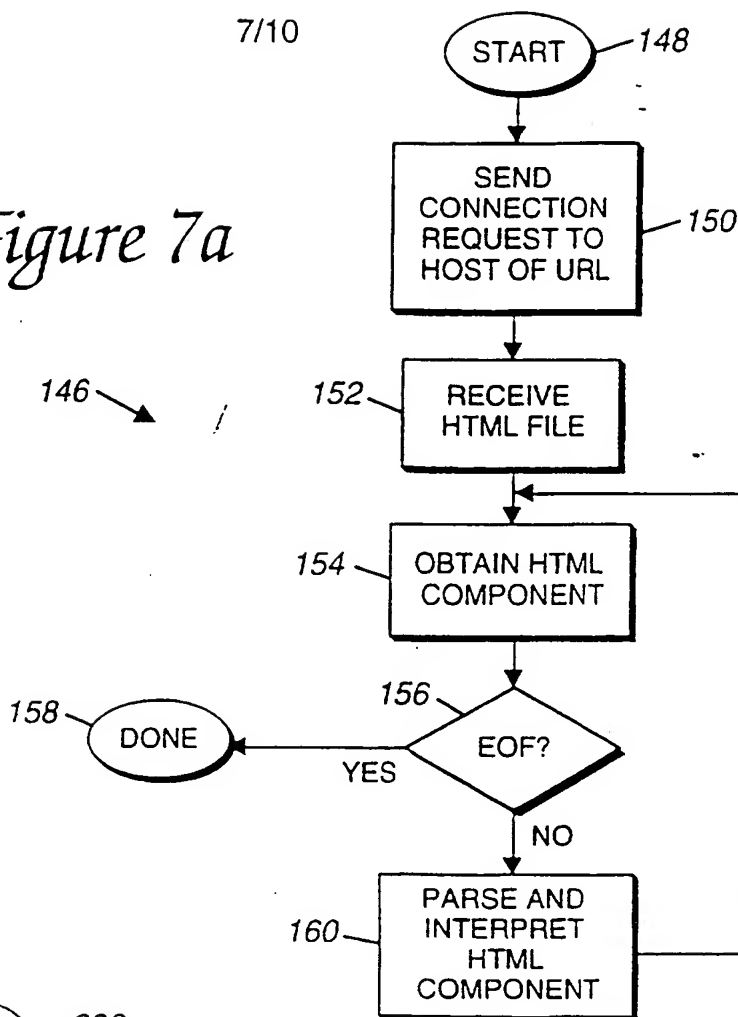 7/10
START
148
SEND
CONNECTION
REQUEST TO
HOST OF URL
150
Figure 7a
146
152
RECEIVE
HTML FILE
154
OBTAIN HTML
COMPONENT
156
EOF?
158
DONE
YES
NO
160
PARSE AND
INTERPRET
HTML
COMPONENT